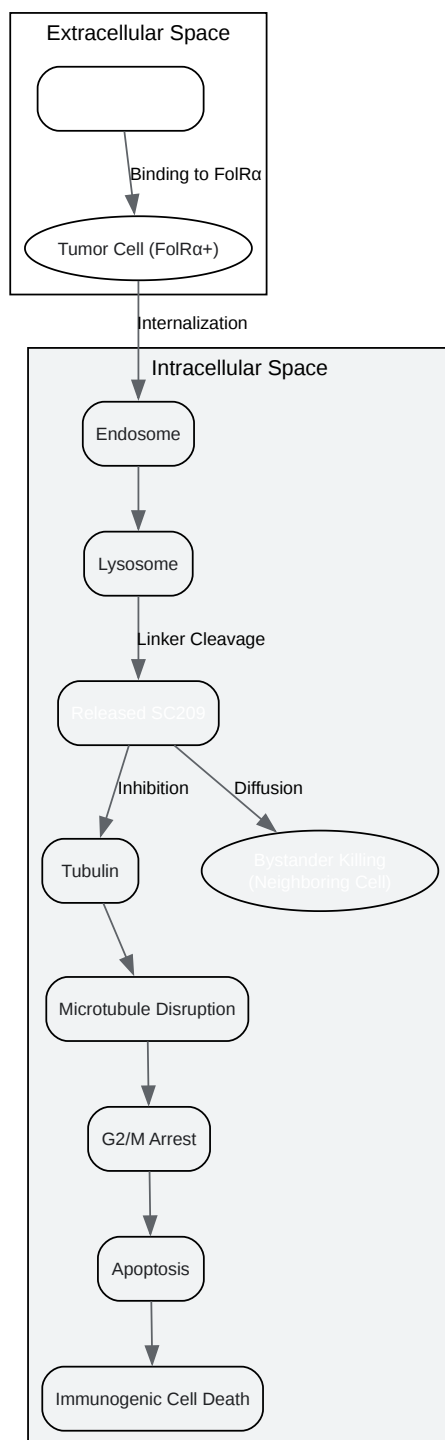 Extracellular Space
Binding to FolRα
Tumor Cell (FolRα+)
Internalization
Intracellular Space
Endosome
Lysosome
Linker Cleavage
Released SC209
Inhibition
Diffusion
Tubulin
Bystander Killing
(Neighboring Cell)
Microtubule Disruption
G2/M Arrest
Apoptosis
Immunogenic Cell Death